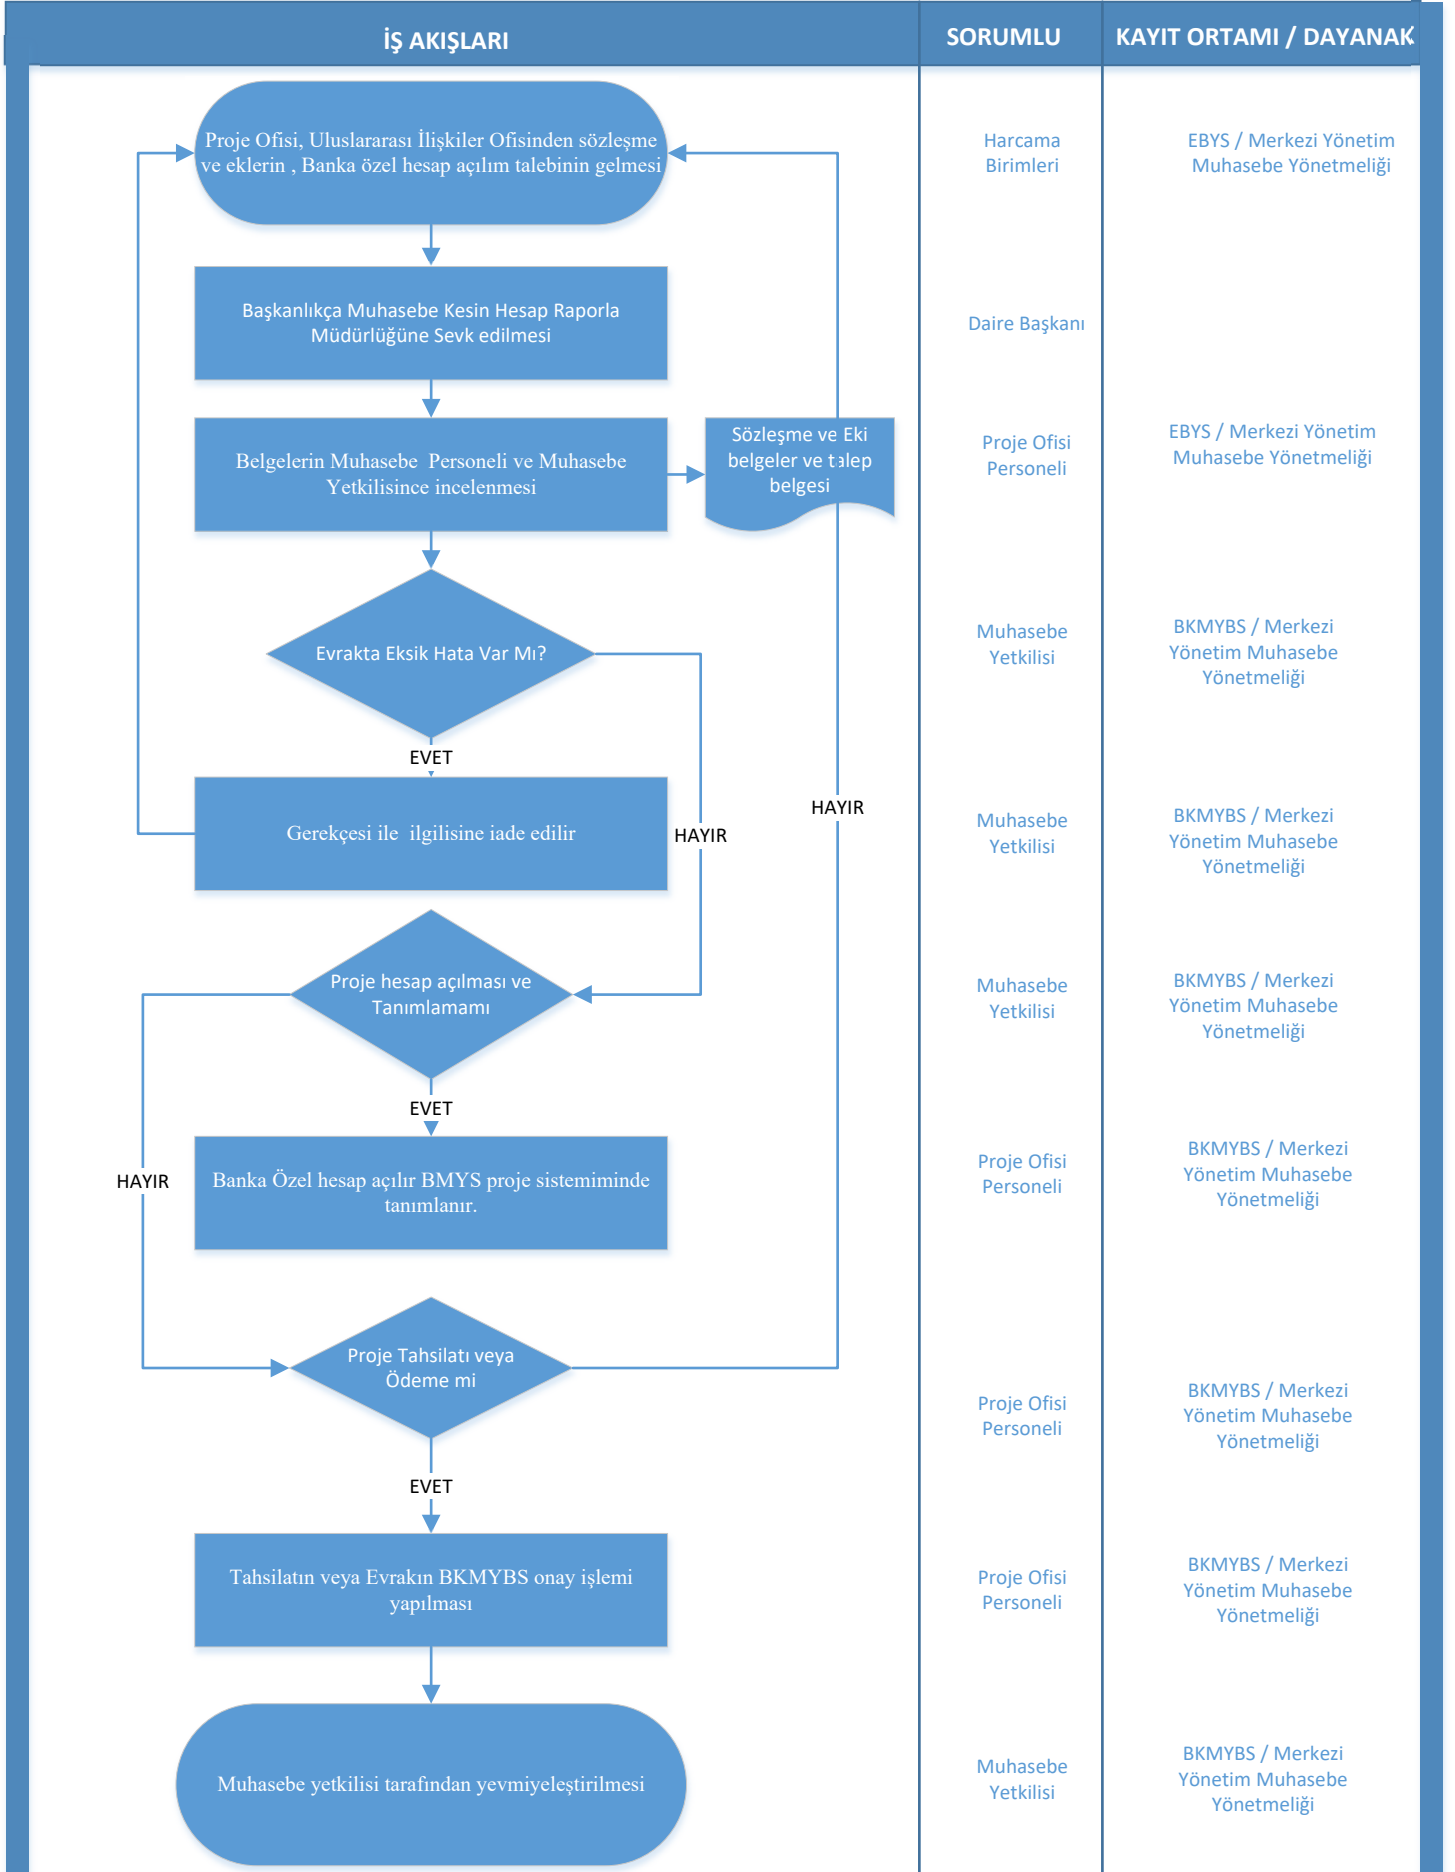 İŞ AKIŞLARI
SORUMLU
KAYIT ORTAMI / DAYANAK
Proje Ofisi, Uluslararası İlişkiler Ofisinden sözleşme
ve eklerin , Banka özel hesap açılım talebinin gelmesi
Harcama
Birimleri
EBYS / Merkezi Yönetim
Muhasebe Yönetmeliği
Başkanlıkça Muhasebe Kesin Hesap Raporla
Müdürlüğüne Sevk edilmesi
Daire Başkanı
Belgelerin Muhasebe Personeli ve Muhasebe
Yetkilisince incelenmesi
Sözleşme ve Eki
belgeler ve talep
belgesi
Proje Ofisi
Personeli
EBYS / Merkezi Yönetim
Muhasebe Yönetmeliği
Evrakta Eksik Hata Var Mı?
Muhasebe
Yetkilisi
BKMYBS / Merkezi
Yönetim Muhasebe
Yönetmeliği
EVET
HAYIR
HAYIR
Gerekçesi ile ilgilisine iade edilir
Muhasebe
Yetkilisi
BKMYBS / Merkezi
Yönetim Muhasebe
Yönetmeliği
Proje hesap açılması ve
Tanımlamamı
Muhasebe
Yetkilisi
BKMYBS / Merkezi
Yönetim Muhasebe
Yönetmeliği
EVET
HAYIR
Banka Özel hesap açılır BMYS proje sistemiminde
tanımlanır.
Proje Ofisi
Personeli
BKMYBS / Merkezi
Yönetim Muhasebe
Yönetmeliği
Proje Tahsilatı veya
Ödeme mi
Proje Ofisi
Personeli
BKMYBS / Merkezi
Yönetim Muhasebe
Yönetmeliği
EVET
Tahsilatın veya Evrakın BKMYBS onay işlemi
yapılması
Proje Ofisi
Personeli
BKMYBS / Merkezi
Yönetim Muhasebe
Yönetmeliği
Muhasebe yetkilisi tarafından yevmiyeleştirilmesi
Muhasebe
Yetkilisi
BKMYBS / Merkezi
Yönetim Muhasebe
Yönetmeliği